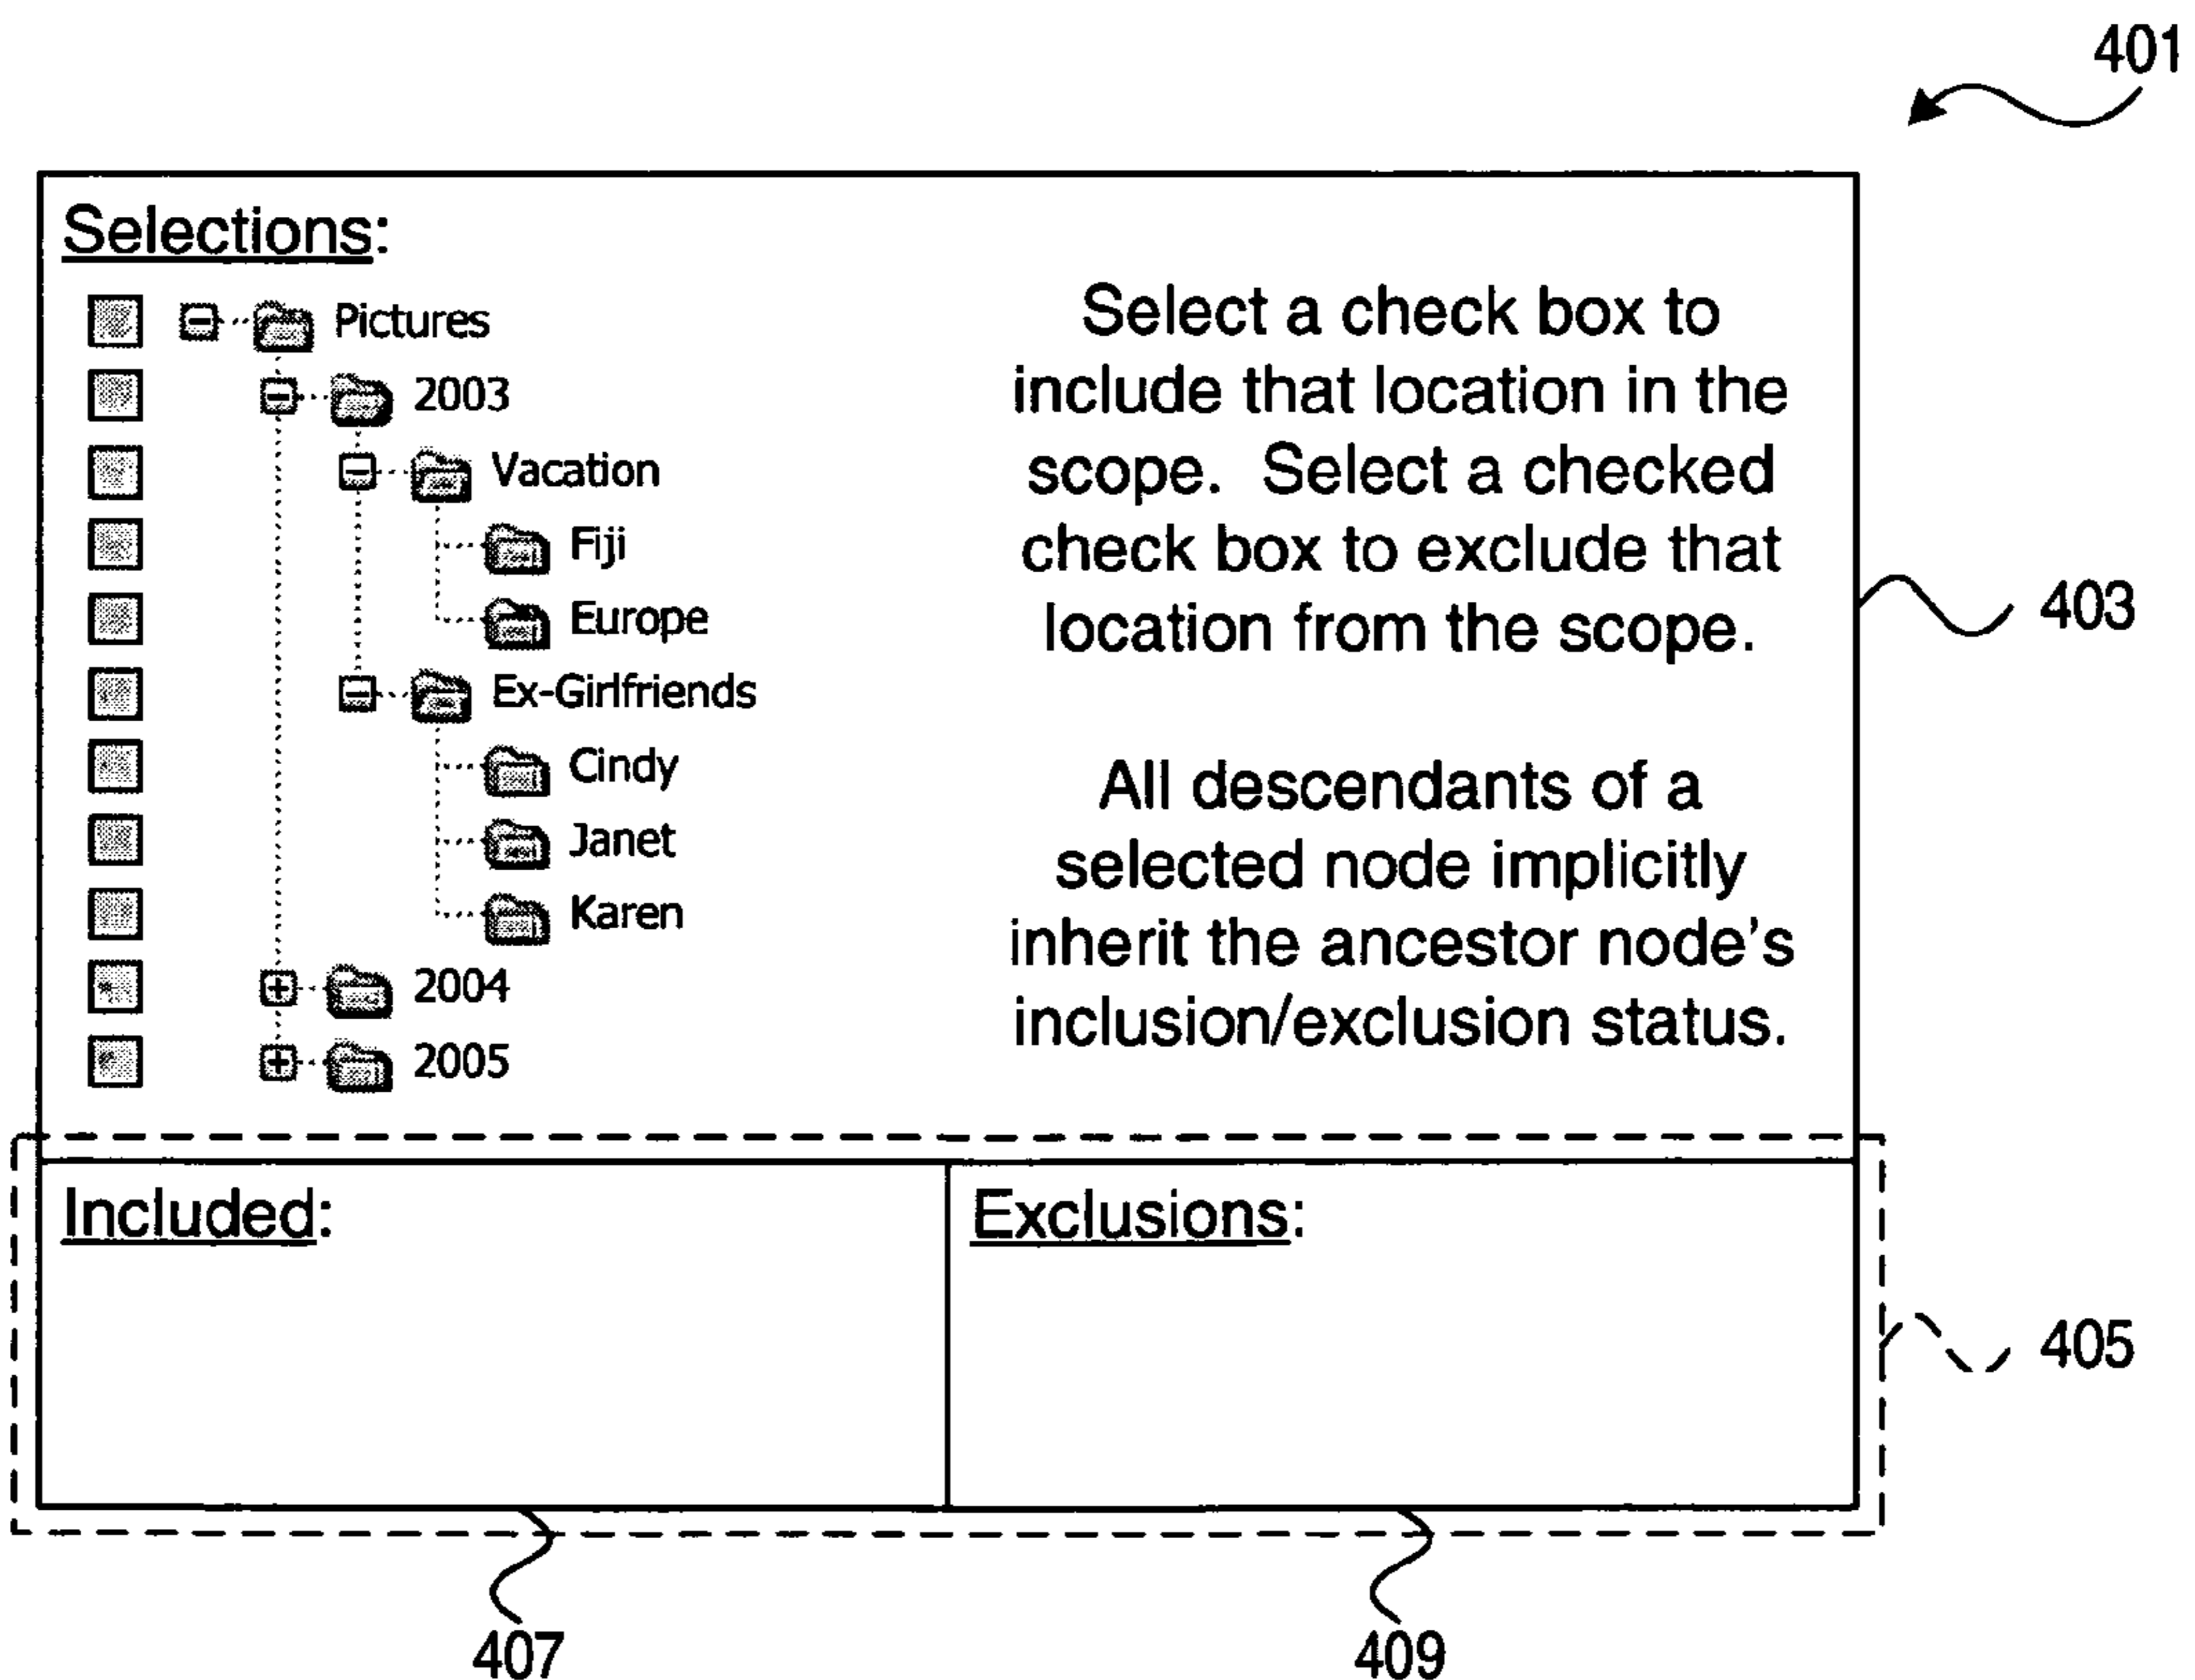 401
Selections:
Pictures
2003
Vacation
Fiji
Europe
Ex-Girlfriends
Cindy
Janet
Karen
2004
2005
Select a check box to
include that location in the
scope. Select a checked
check box to exclude that
location from the scope.
All descendants of a
selected node implicitly
inherit the ancestor node's
inclusion/exclusion status.
403
Included:
Exclusions:
405
407
409